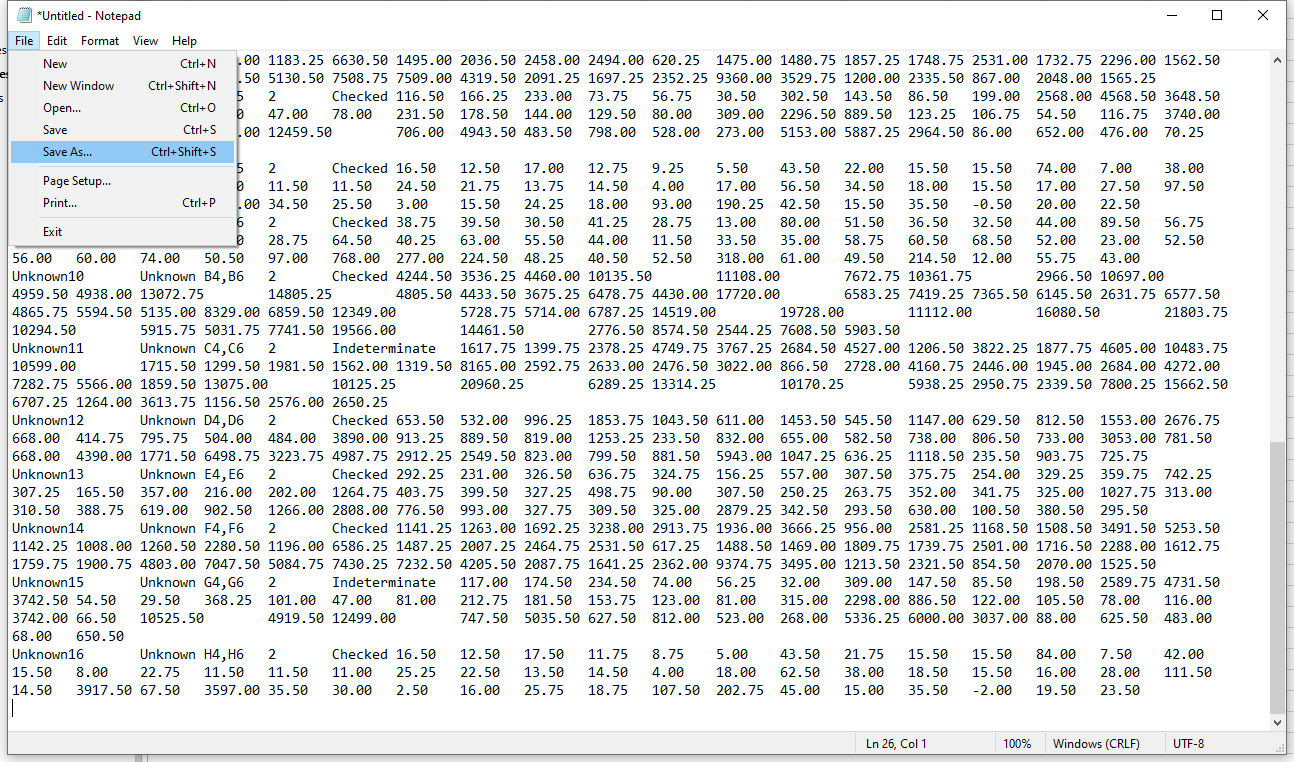 *Untitled - Notepad
File Edit Format View Help
New Ctrl+N
New Window Ctrl+Shift+N
Open... Ctrl+O
Save Ctrl+S
Save As... Ctrl+Shift+S
Page Setup...
Print... Ctrl+P
Exit
.00 1183.25 6630.50 1495.00 2036.50 2458.00 2494.00 620.25 1475.00 1480.75 1857.25 1748.75 2531.00 1732.75 2296.00 1562.50
.50 5130.50 7508.75 7509.00 4319.50 2091.25 1697.25 2352.25 9360.00 3529.75 1200.00 2335.50 867.00 2048.00 1565.25
5 2 Checked 116.50 166.25 233.00 73.75 56.75 30.50 302.50 143.50 86.50 199.00 2568.00 4568.50 3648.50
0 47.00 78.00 231.50 178.50 144.00 129.50 80.00 309.00 2296.50 889.50 123.25 106.75 54.50 116.75 3740.00
.00 12459.50 706.00 4943.50 483.50 798.00 528.00 273.00 5153.00 5887.25 2964.50 86.00 652.00 476.00 70.25
5 2 Checked 16.50 12.50 17.00 12.75 9.25 5.50 43.50 22.00 15.50 15.50 74.00 7.00 38.00
0 11.50 11.50 24.50 21.75 13.75 14.50 4.00 17.00 56.50 34.50 18.00 15.50 17.00 27.50 97.50
00 34.50 25.50 3.00 15.50 24.25 18.00 93.00 190.25 42.50 15.50 35.50 -0.50 20.00 22.50
6 2 Checked 38.75 39.50 30.50 41.25 28.75 13.00 80.00 51.50 36.50 32.50 44.00 89.50 56.75
0 28.75 64.50 40.25 63.00 55.50 44.00 11.50 33.50 35.00 58.75 60.50 68.50 52.00 23.00 52.50
56.00 60.00 74.00 50.50 97.00 768.00 277.00 224.50 48.25 40.50 52.50 318.00 61.00 49.50 214.50 12.00 55.75 43.00
Unknown10 Unknown B4,B6 2 Checked 4244.50 3536.25 4460.00 10135.50 11108.00 7672.75 10361.75 2966.50 10697.00
4959.50 4938.00 13072.75 14805.25 4805.50 4433.50 3675.25 6478.75 4430.00 17720.00 6583.25 7419.25 7365.50 6145.50 2631.75 6577.50
4865.75 5594.50 5135.00 8329.00 6859.50 12349.00 5728.75 5714.00 6787.25 14519.00 19728.00 11112.00 16080.50 21803.75
10294.50 5915.75 5031.75 7741.50 19566.00 14461.50 2776.50 8574.50 2544.25 7608.50 5903.50
Unknown11 Unknown C4,C6 2 Indeterminate 1617.75 1399.75 2378.25 4749.75 3767.25 2684.50 4527.00 1206.50 3822.25 1877.75 4605.00 10483.75
10599.00 1715.50 1299.50 1981.50 1562.00 1319.50 8165.00 2592.75 2633.00 2476.50 3022.00 866.50 2728.00 4160.75 2446.00 1945.00 2684.00 4272.00
7282.75 5566.00 1859.50 13075.00 10125.25 20960.25 6289.25 13314.25 10170.25 5938.25 2950.75 2339.50 7800.25 15662.50
6707.25 1264.00 3613.75 1156.50 2576.00 2650.25
Unknown12 Unknown D4,D6 2 Checked 653.50 532.00 996.25 1853.75 1043.50 611.00 1453.50 545.50 1147.00 629.50 812.50 1553.00 2676.75
668.00 414.75 795.75 504.00 484.00 3890.00 913.25 889.50 819.00 1253.25 233.50 832.00 655.00 582.50 738.00 806.50 733.00 3053.00 781.50
668.00 4390.00 1771.50 6498.75 3223.75 4987.75 2912.25 2549.50 823.00 799.50 881.50 5943.00 1047.25 636.25 1118.50 235.50 903.75 725.75
Unknown13 Unknown E4,E6 2 Checked 292.25 231.00 326.50 636.75 324.75 156.25 557.00 307.50 375.75 254.00 329.25 359.75 742.25
307.25 165.50 357.00 216.00 202.00 1264.75 403.75 399.50 327.25 498.75 90.00 307.50 250.25 263.75 352.00 341.75 325.00 1027.75 313.00
310.50 388.75 619.00 902.50 1266.00 2808.00 776.50 993.00 327.75 309.50 325.00 2879.25 342.50 293.50 630.00 100.50 380.50 295.50
Unknown14 Unknown F4,F6 2 Checked 1141.25 1263.00 1692.25 3238.00 2913.75 1936.00 3666.25 956.00 2581.25 1168.50 1508.50 3491.50 5253.50
1142.25 1008.00 1260.50 2280.50 1196.00 6586.25 1487.25 2007.25 2464.75 2531.50 617.25 1488.50 1469.00 1809.75 1739.75 2501.00 1716.50 2288.00 1612.75
1759.75 1900.75 4803.00 7047.50 5084.75 7430.25 7232.50 4205.50 2087.75 1641.25 2362.00 9374.75 3495.00 1213.50 2321.50 854.50 2070.00 1525.50
Unknown15 Unknown G4,G6 2 Indeterminate 117.00 174.50 234.50 74.00 56.25 32.00 309.00 147.50 85.50 198.50 2589.75 4731.50
3742.50 54.50 29.50 368.25 101.00 47.00 81.00 212.75 181.50 153.75 123.00 81.00 315.00 2298.00 886.50 122.00 105.50 78.00 116.00
3742.00 66.50 10525.50 4919.50 12499.00 747.50 5035.50 627.50 812.00 523.00 268.00 5336.25 6000.00 3037.00 88.00 625.50 483.00
68.00 650.50
Unknown16 Unknown H4,H6 2 Checked 16.50 12.50 17.50 11.75 8.75 5.00 43.50 21.75 15.50 15.50 84.00 7.50 42.00
15.50 8.00 22.75 11.50 11.50 11.00 25.25 22.50 13.50 14.50 4.00 18.00 62.50 38.00 18.50 15.50 16.00 28.00 111.50
14.50 3917.50 67.50 3597.00 35.50 30.00 2.50 16.00 25.75 18.75 107.50 202.75 45.00 15.00 35.50 -2.00 19.50 23.50
Ln 26, Col 1 100% Windows (CRLF) UTF-8